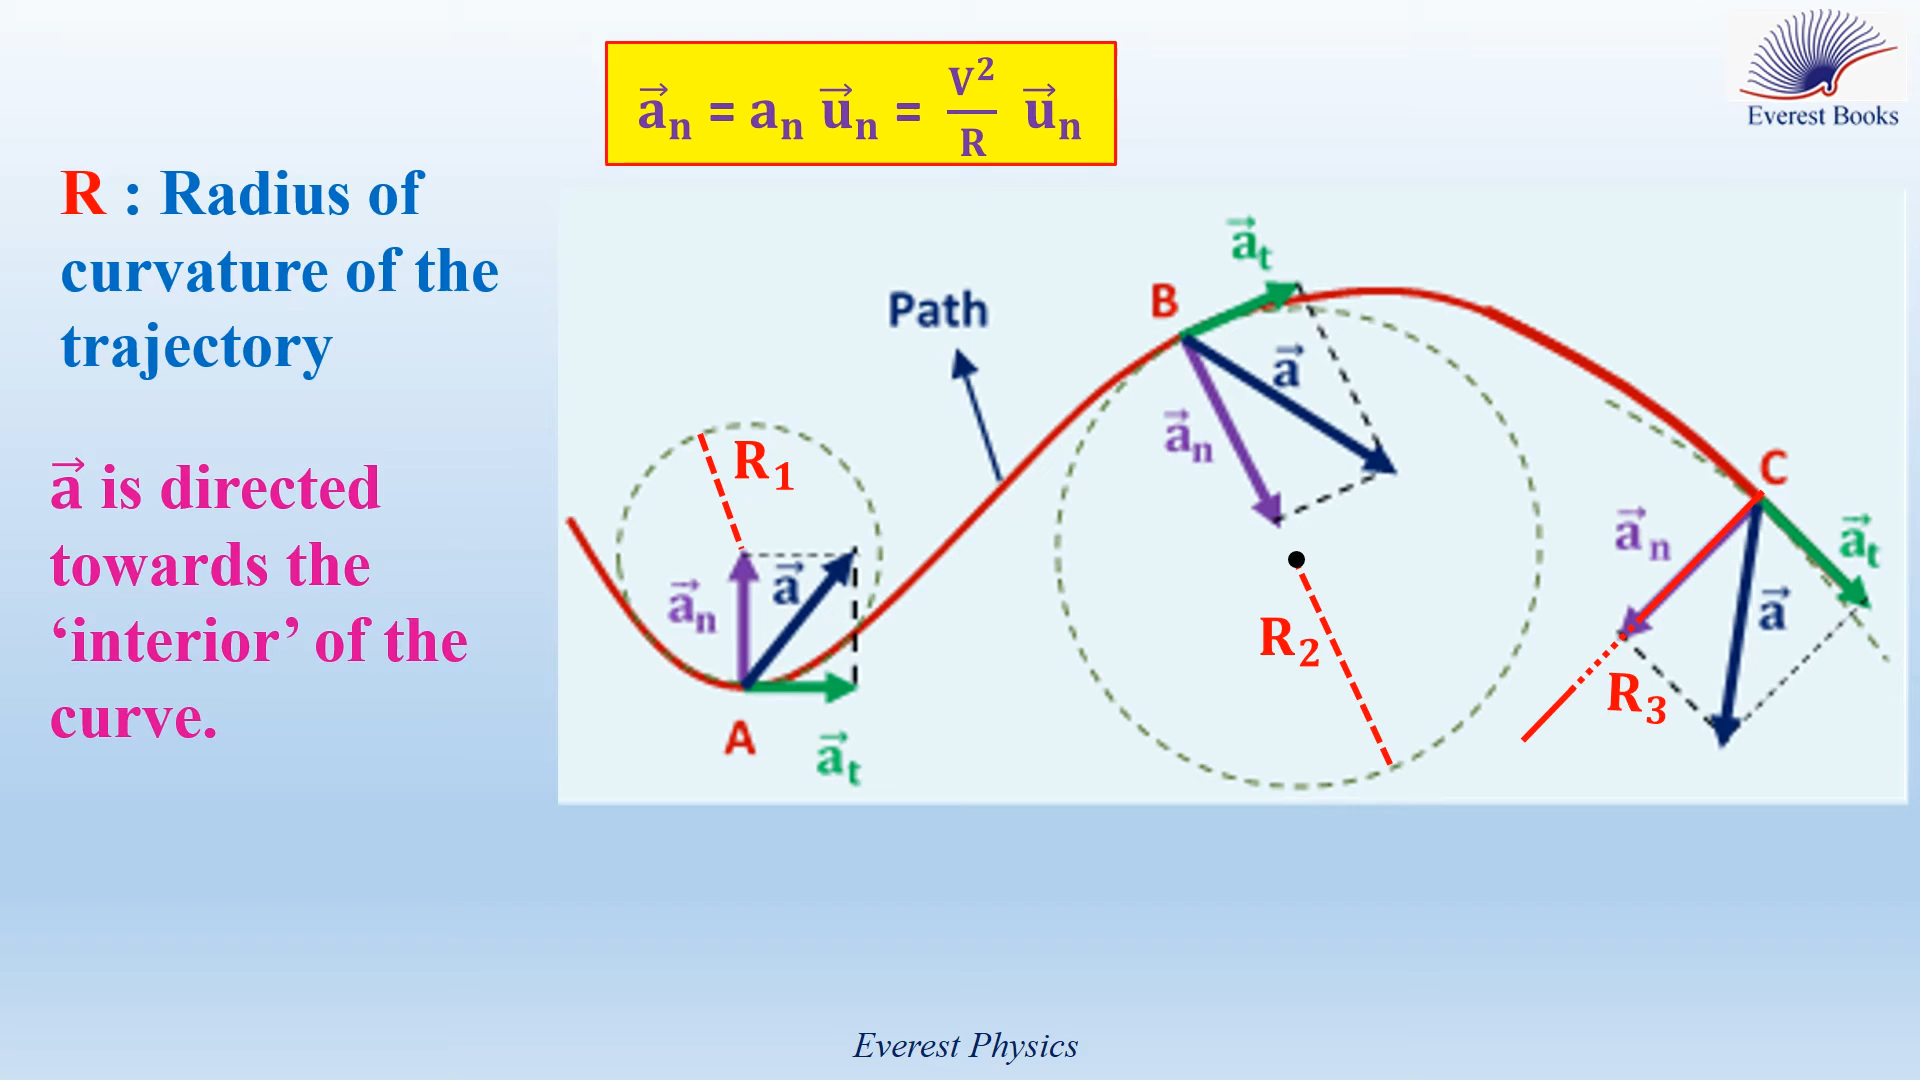 a⃗ₙ = aₙ u⃗ₙ = V²/R u⃗ₙ
Everest Books
R : Radius of
curvature of the
trajectory
a⃗ is directed
towards the
‘interior’ of the
curve.
a⃗ₜ
B
Path
a⃗
a⃗ₙ
R₁
C
a⃗ₙ
a⃗ₜ
a⃗
a⃗ₙ
a⃗
R₂
R₃
A
a⃗ₜ
Everest Physics